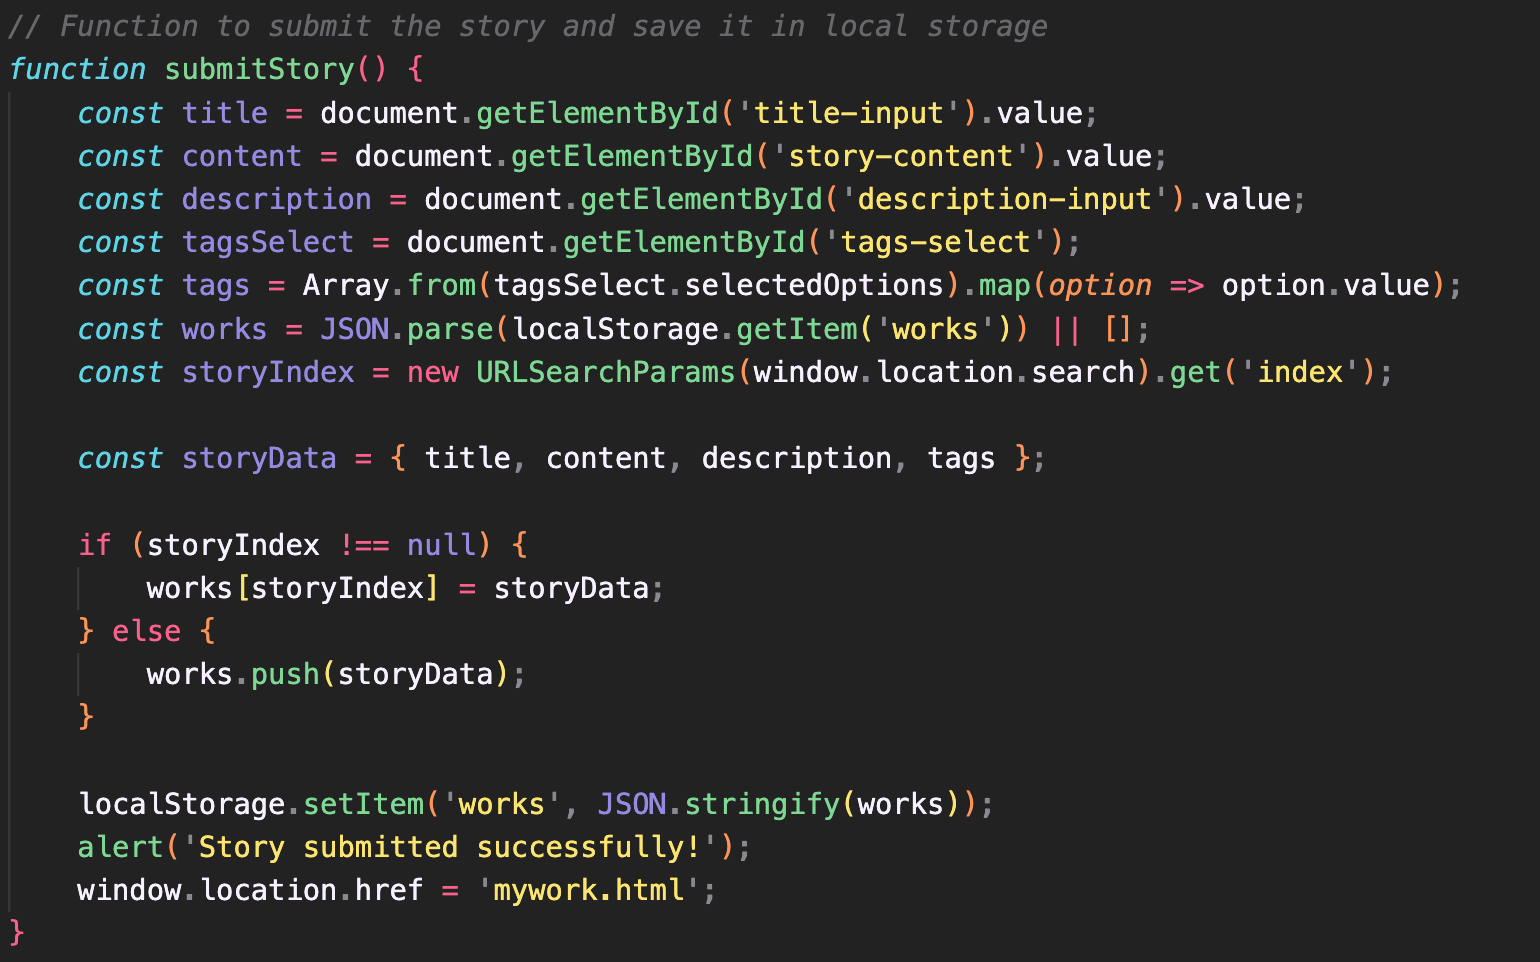 // Function to submit the story and save it in local storage
function submitStory() {
    const title = document.getElementById('title-input').value;
    const content = document.getElementById('story-content').value;
    const description = document.getElementById('description-input').value;
    const tagsSelect = document.getElementById('tags-select');
    const tags = Array.from(tagsSelect.selectedOptions).map(option => option.value);
    const works = JSON.parse(localStorage.getItem('works')) || [];
    const storyIndex = new URLSearchParams(window.location.search).get('index');

    const storyData = { title, content, description, tags };

    if (storyIndex !== null) {
        works[storyIndex] = storyData;
    } else {
        works.push(storyData);
    }

    localStorage.setItem('works', JSON.stringify(works));
    alert('Story submitted successfully!');
    window.location.href = 'mywork.html';
}